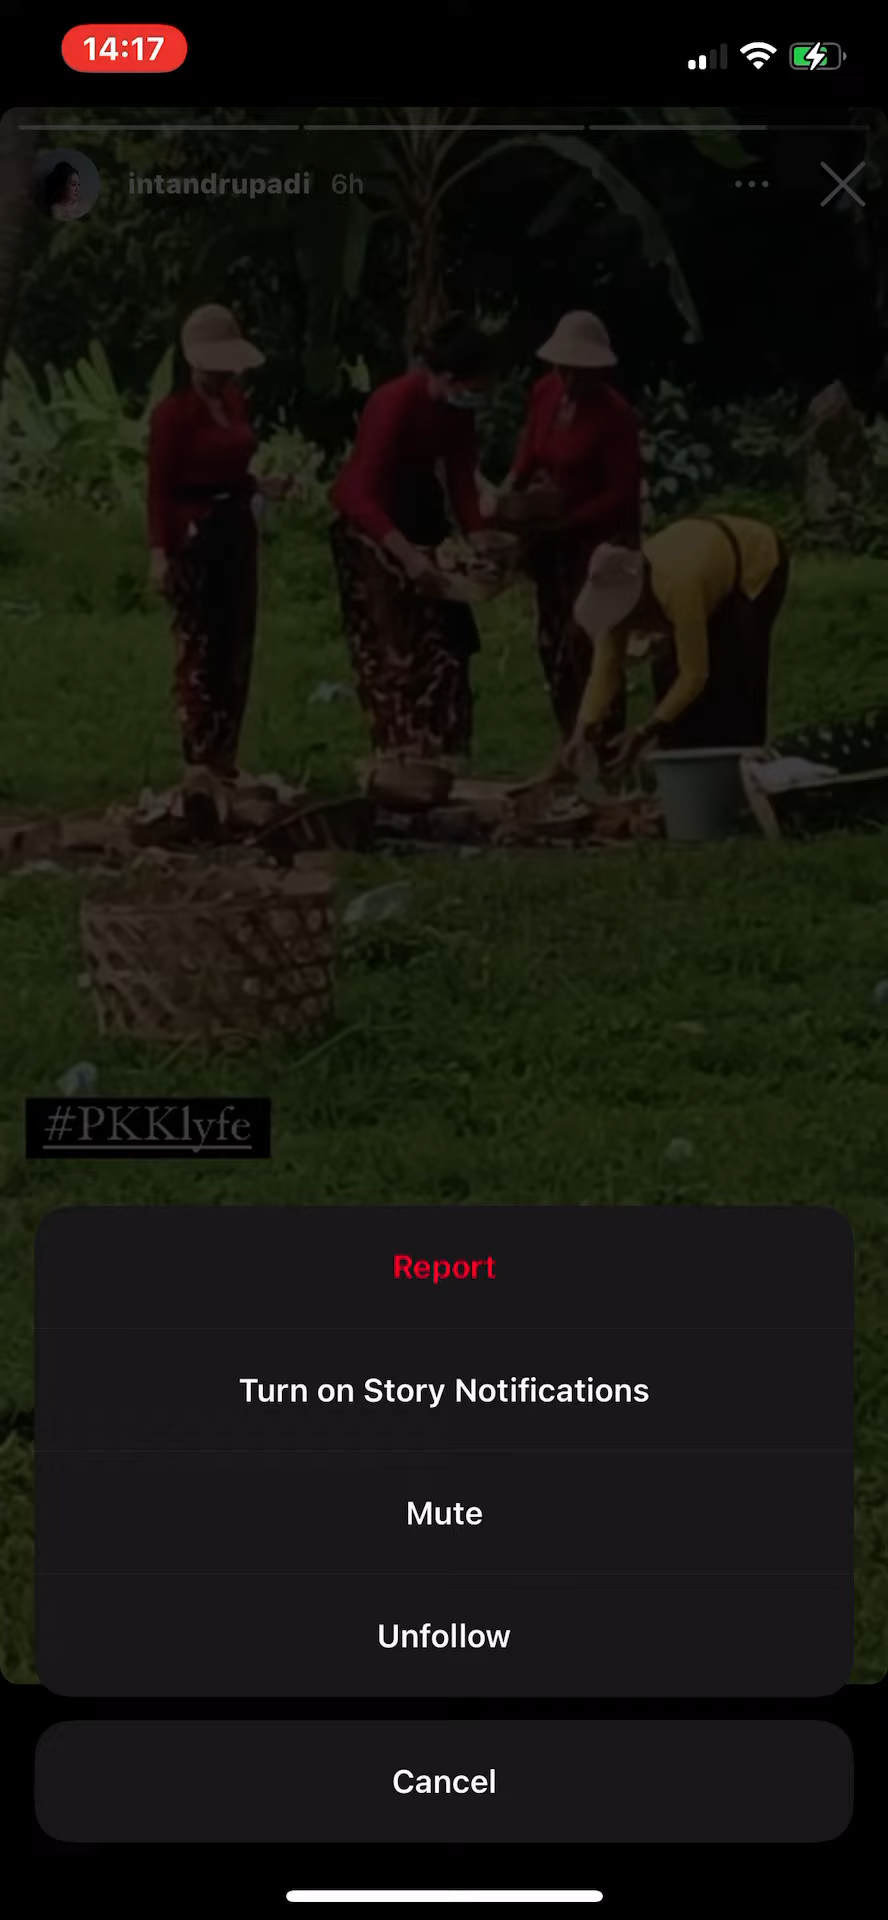 14:17
intandrupadi 6h
#PKKlyfe
Report
Turn on Story Notifications
Mute
Unfollow
Cancel